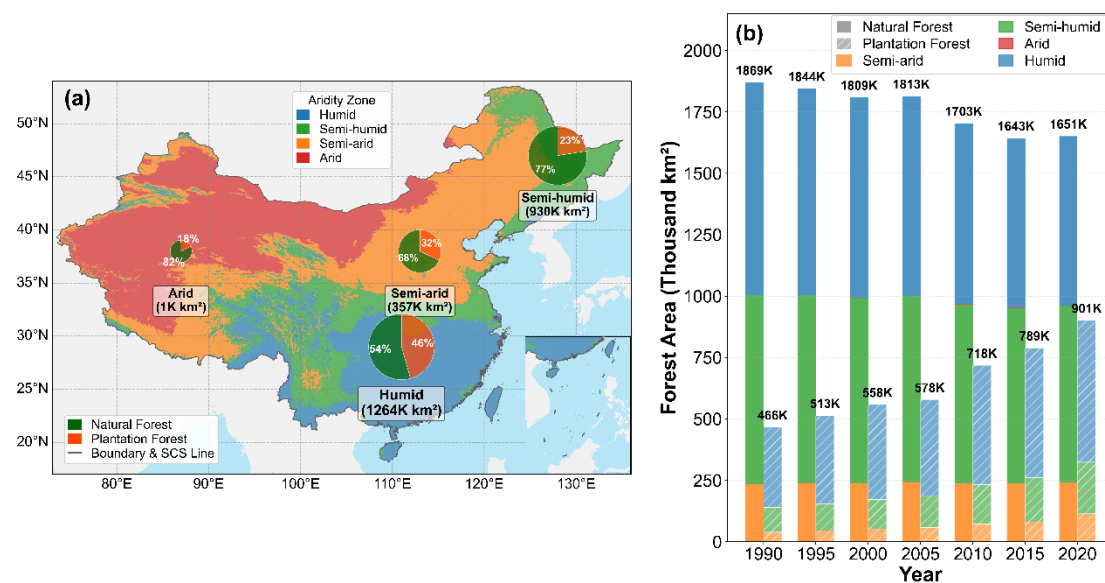 (a)
Aridity Zone
Humid
Semi-humid
Semi-arid
Arid
50°N
45°N
40°N
35°N
30°N
25°N
20°N
23%
77%
Semi-humid
(930K km²)
18%
82%
Arid
(1K km²)
32%
68%
Semi-arid
(357K km²)
54%
46%
Humid
(1264K km²)
Natural Forest
Plantation Forest
Boundary & SCS Line
80°E 90°E 100°E 110°E 120°E 130°E
(b)
Natural Forest
Plantation Forest
Semi-arid
Semi-humid
Arid
Humid
Forest Area (Thousand km²)
2000
1750
1500
1250
1000
750
500
250
0
1869K
1844K
1809K
1813K
1703K
1643K
1651K
466K
513K
558K
578K
718K
789K
901K
1990 1995 2000 2005 2010 2015 2020
Year